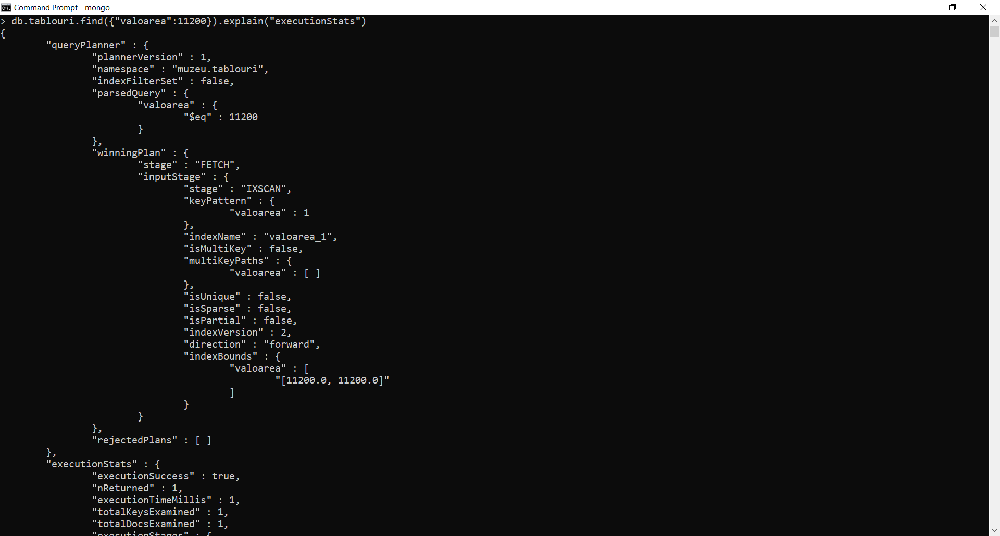 Command Prompt - mongo
> db.tablouri.find({"valoarea":11200}).explain("executionStats")
{
        "queryPlanner" : {
                "plannerVersion" : 1,
                "namespace" : "muzeu.tablouri",
                "indexFilterSet" : false,
                "parsedQuery" : {
                        "valoarea" : {
                                "$eq" : 11200
                        }
                },
                "winningPlan" : {
                        "stage" : "FETCH",
                        "inputStage" : {
                                "stage" : "IXSCAN",
                                "keyPattern" : {
                                        "valoarea" : 1
                                },
                                "indexName" : "valoarea_1",
                                "isMultiKey" : false,
                                "multiKeyPaths" : {
                                        "valoarea" : [ ]
                                },
                                "isUnique" : false,
                                "isSparse" : false,
                                "isPartial" : false,
                                "indexVersion" : 2,
                                "direction" : "forward",
                                "indexBounds" : {
                                        "valoarea" : [
                                                "[11200.0, 11200.0]"
                                        ]
                                }
                        }
                },
                "rejectedPlans" : [ ]
        },
        "executionStats" : {
                "executionSuccess" : true,
                "nReturned" : 1,
                "executionTimeMillis" : 1,
                "totalKeysExamined" : 1,
                "totalDocsExamined" : 1,
                "executionStages" : {